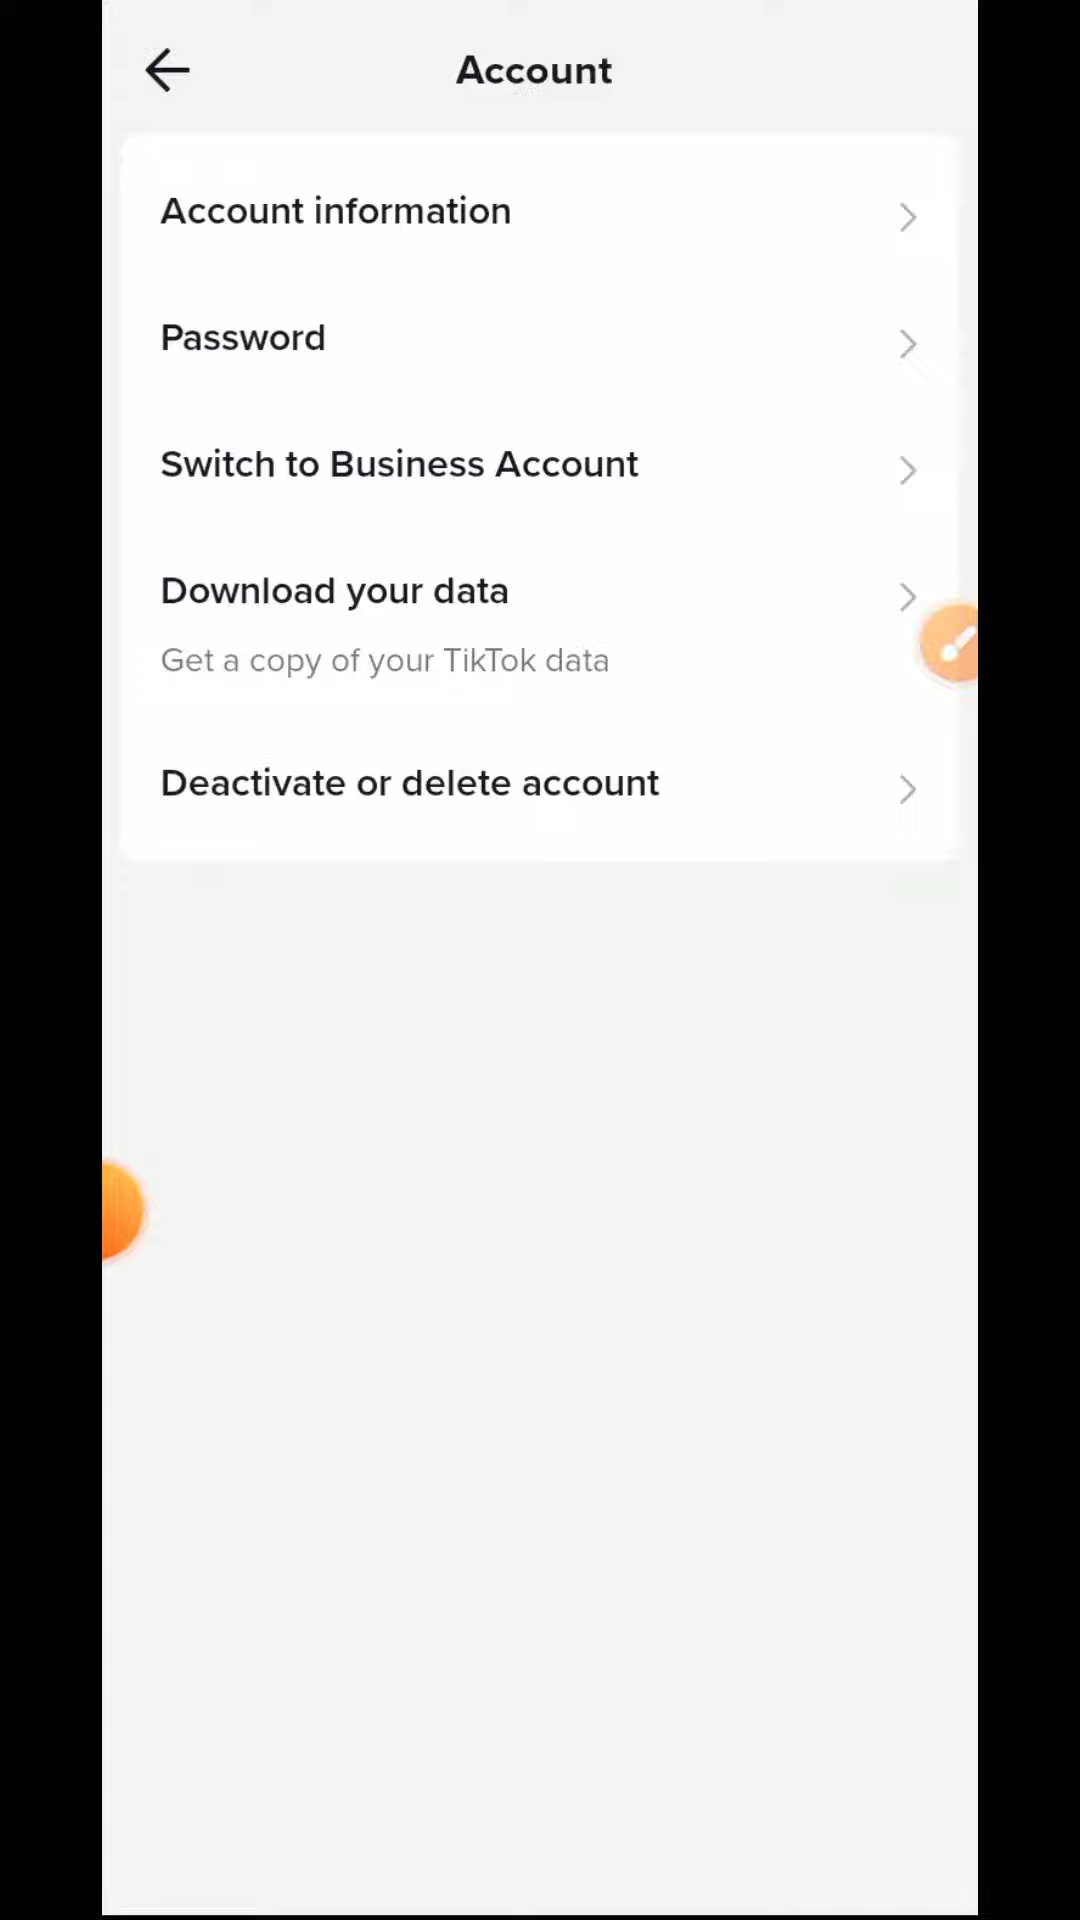 Account
Account information
Password
Switch to Business Account
Download your data
Get a copy of your TikTok data
Deactivate or delete account